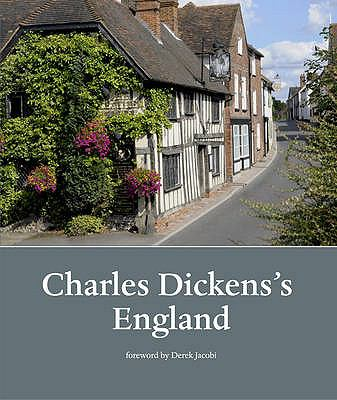 Charles Dickens's
England
foreword by Derek Jacobi